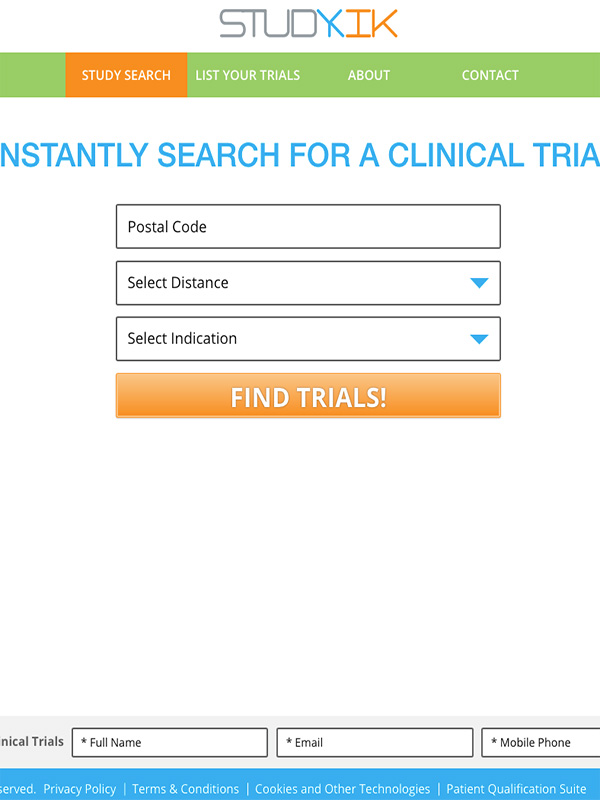 STUDYKIK
STUDY SEARCH LIST YOUR TRIALS ABOUT CONTACT
NSTANTLY SEARCH FOR A CLINICAL TRIA
Postal Code
Select Distance
Select Indication
FIND TRIALS!
inical Trials * Full Name * Email * Mobile Phone
served. Privacy Policy | Terms & Conditions | Cookies and Other Technologies | Patient Qualification Suite